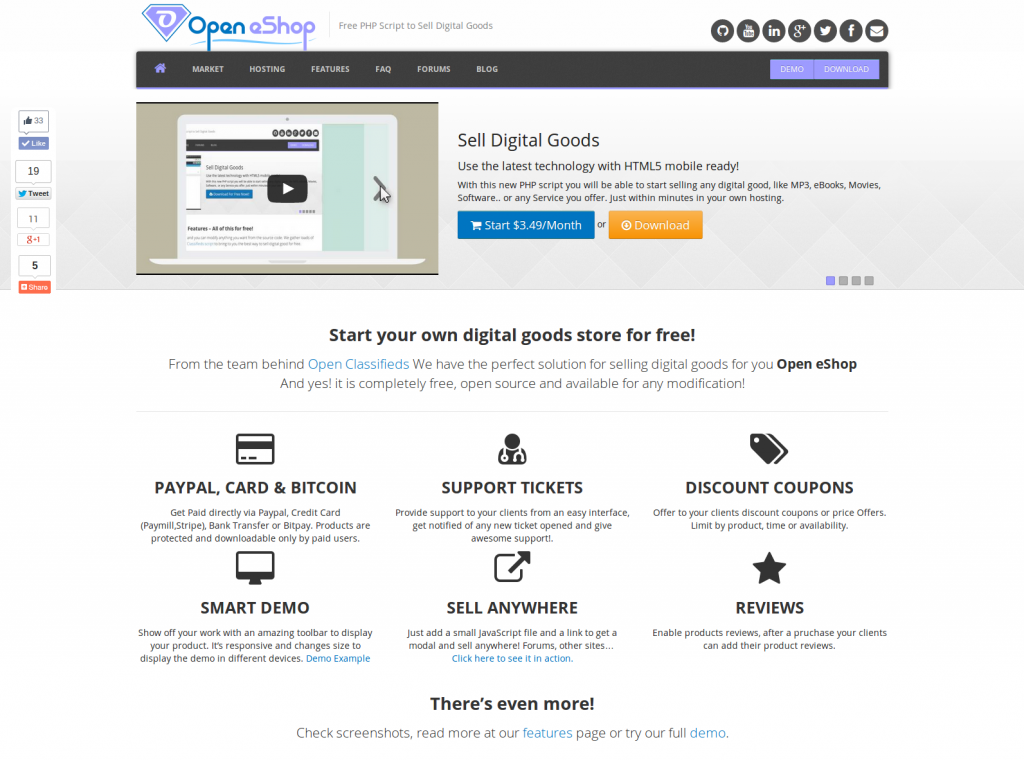 Open eShop
Free PHP Script to Sell Digital Goods
MARKET HOSTING FEATURES FAQ FORUMS BLOG DEMO DOWNLOAD
33
Like
19
Tweet
11
+1
5
Share
Sell Digital Goods
Sell Digital Goods
Use the latest technology with HTML5 mobile ready!
With this new PHP script you will be able to start selling any digital good, like MP3, eBooks, Movies,
Software.. or any Service you offer. Just within minutes in your own hosting.
Start $3.49/Month or Download
Start your own digital goods store for free!
From the team behind Open Classifieds We have the perfect solution for selling digital goods for you Open eShop
And yes! it is completely free, open source and available for any modification!
PAYPAL, CARD & BITCOIN
Get Paid directly via Paypal, Credit Card
(Paymill,Stripe), Bank Transfer or Bitpay. Products are
protected and downloadable only by paid users.
SUPPORT TICKETS
Provide support to your clients from an easy interface,
get notified of any new ticket opened and give
awesome support!.
DISCOUNT COUPONS
Offer to your clients discount coupons or price Offers.
Limit by product, time or availability.
SMART DEMO
Show off your work with an amazing toolbar to display
your product. It's responsive and changes size to
display the demo in different devices. Demo Example
SELL ANYWHERE
Just add a small JavaScript file and a link to get a
modal and sell anywhere! Forums, other sites…
Click here to see it in action.
REVIEWS
Enable products reviews, after a pruchase your clients
can add their product reviews.
There's even more!
Check screenshots, read more at our features page or try our full demo.